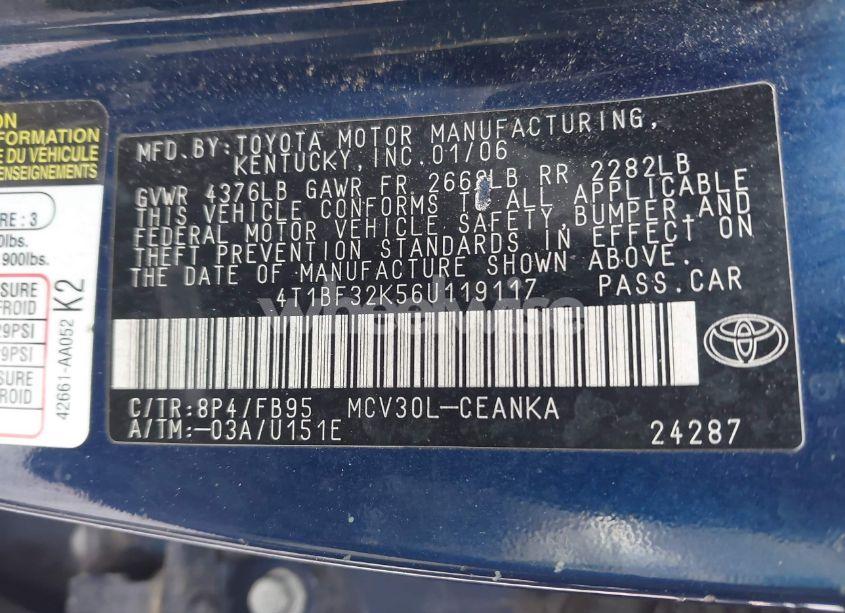 ON
FORMATION
E DU VÉHICULE
ENSEIGNEMENTS
RE : 3
0lbs.
900lbs.
SURE
FROID
29PSI
29PSI
SURE
FROID
42661-AA052
K2
MFD.BY:TOYOTA MOTOR MANUFACTURING,
KENTUCKY,INC.01/06
GVWR 4376LB GAWR FR 2668LB RR 2282LB
THIS VEHICLE CONFORMS TO ALL APPLICABLE
FEDERAL MOTOR VEHICLE SAFETY,BUMPER,AND
THEFT PREVENTION STANDARDS IN EFFECT ON
THE DATE OF MANUFACTURE SHOWN ABOVE.
4T1BF32K56U119117 PASS.CAR
wheelwise
C/TR:8P4/FB95 MCV30L-CEANKA
A/TM:-03A/U151E 24287